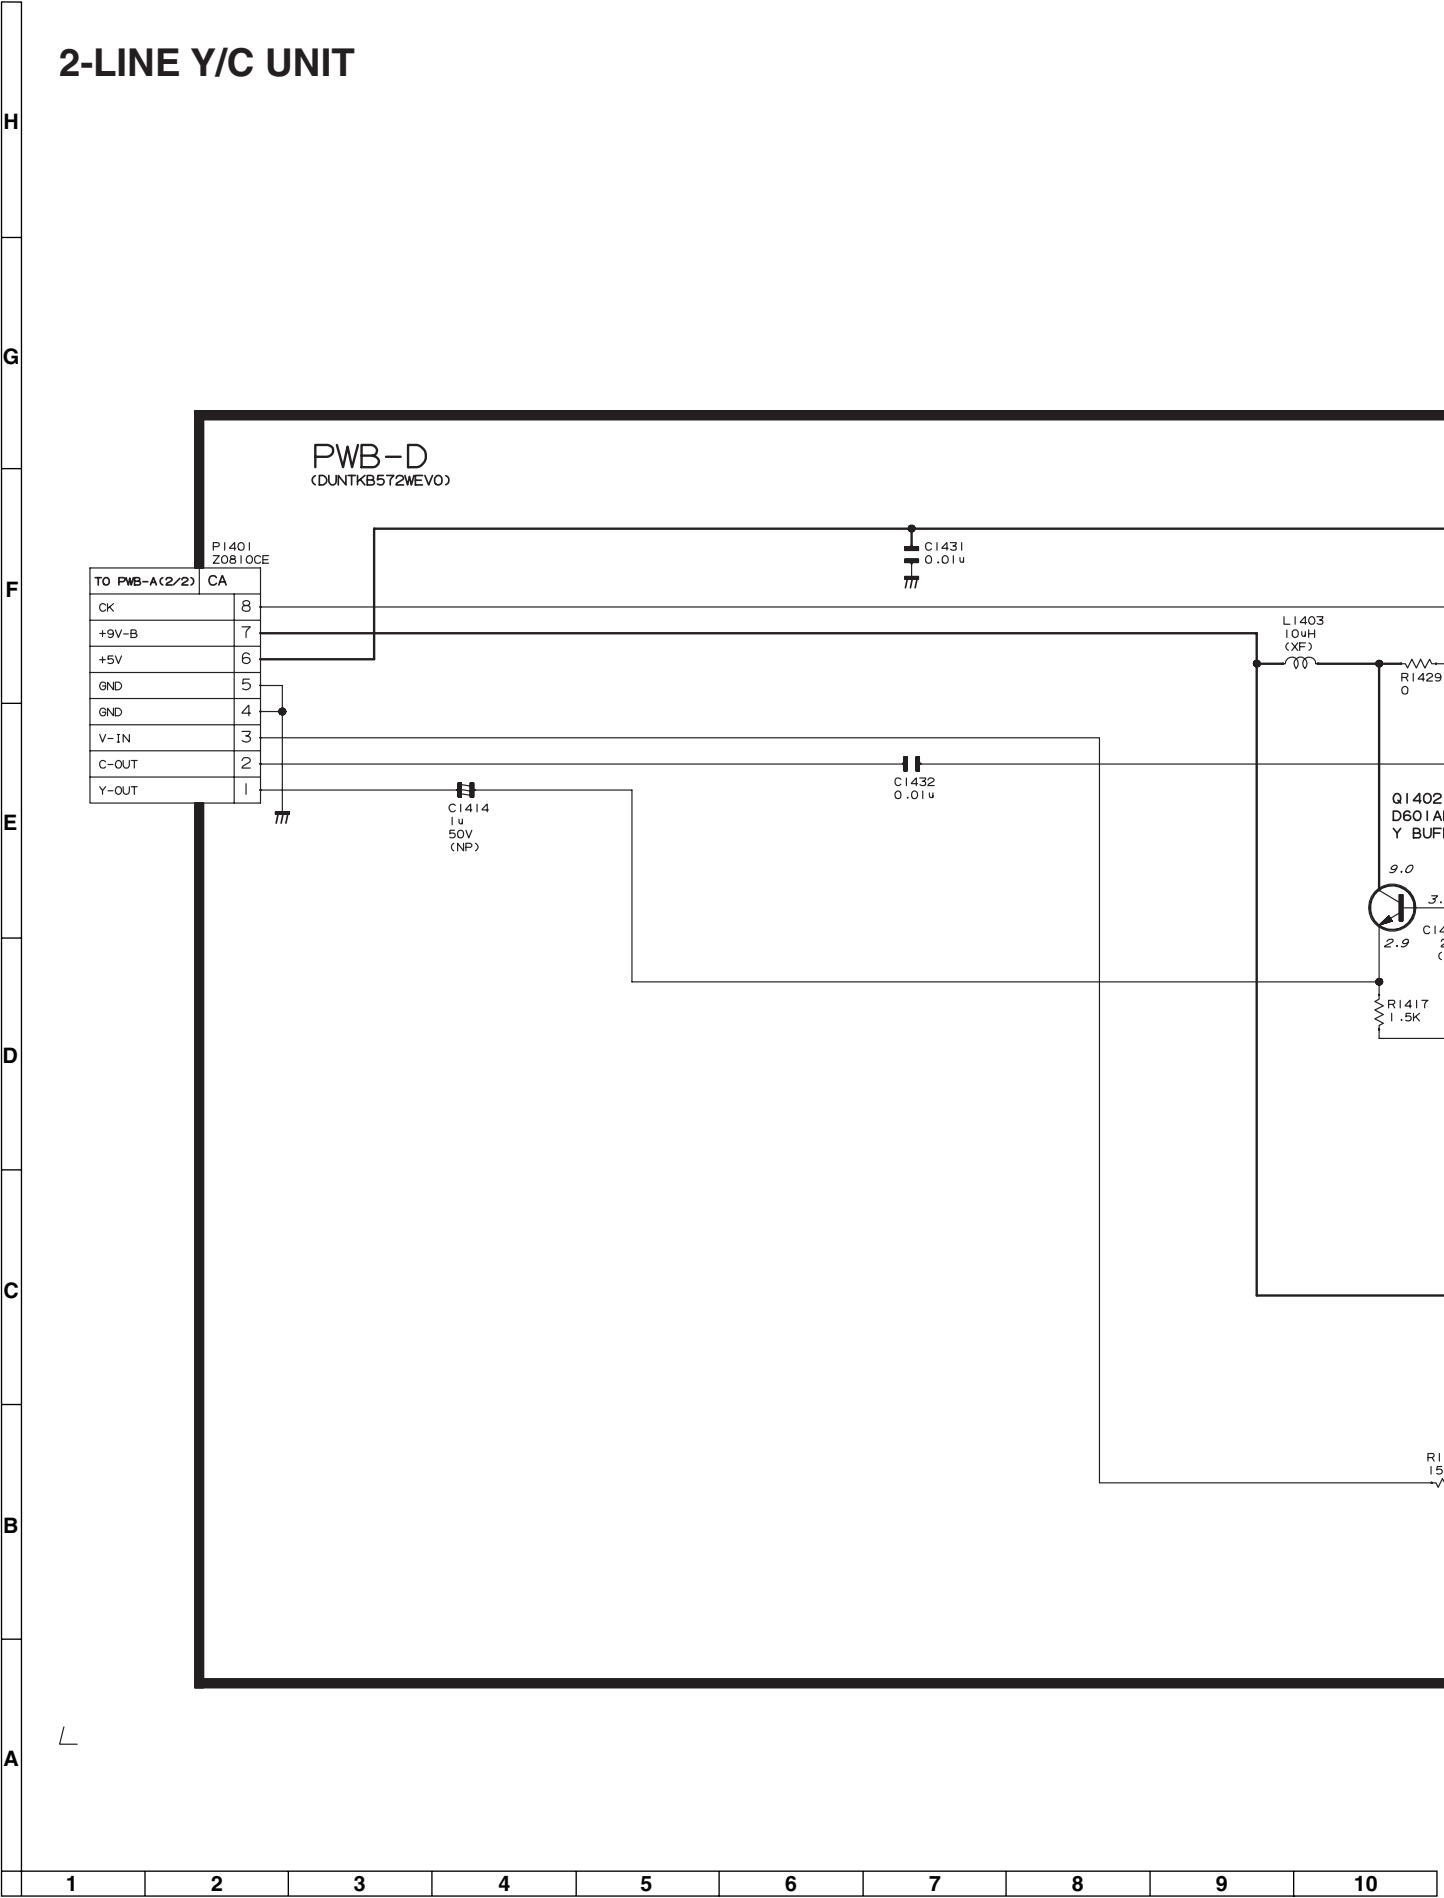 2-LINE Y/C UNIT
H
G
PWB-D
(DUNTKB572WEV0)
P1401
Z0810CE
C1431
0.01u
F
TO PWB-A(2/2) CA
CK 8
+9V-B 7
+5V 6
GND 5
GND 4
V-IN 3
C-OUT 2
Y-OUT 1
L1403
10uH
(XF)
R1429
0
C1432
0.01u
C1414
1u
50V
(NP)
E
Q1402
Y
9.0
2.9
R1417
1.5K
D
C
B
A
1 2 3 4 5 6 7 8 9 10